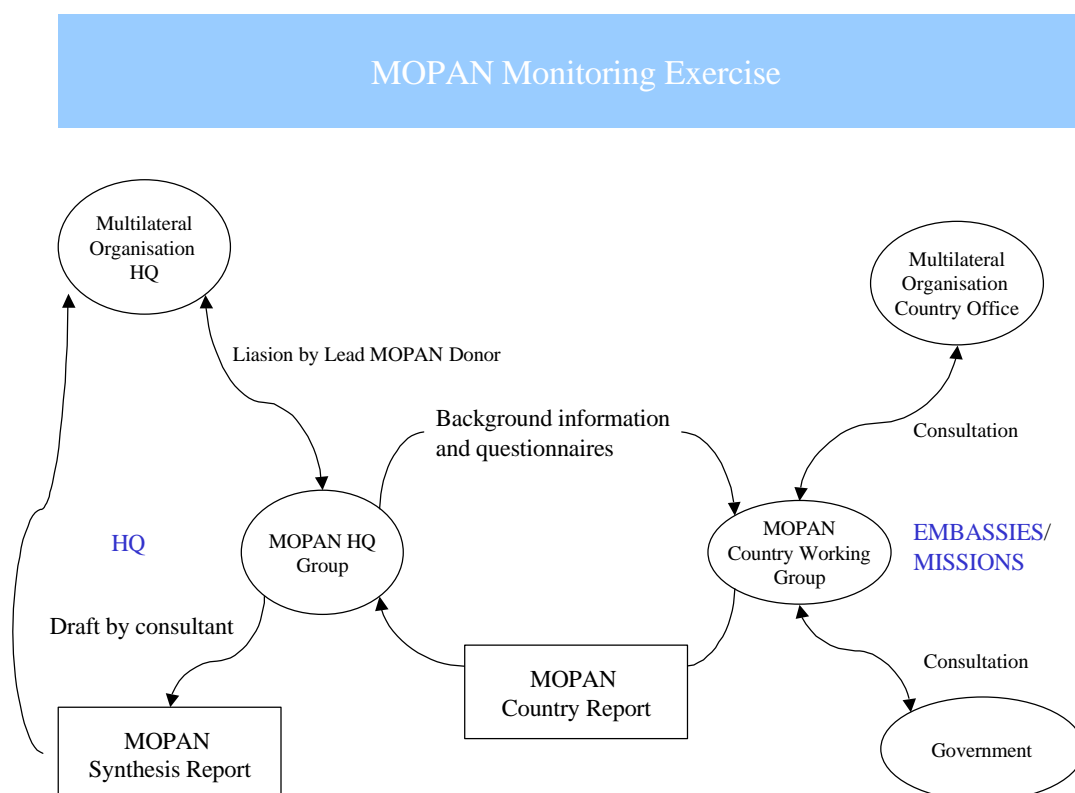 MOPAN Monitoring Exercise
Multilateral
Organisation
HQ
Multilateral
Organisation
Country Office
Liasion by Lead MOPAN Donor
Background information
and questionnaires
Consultation
HQ
MOPAN HQ
Group
MOPAN
Country Working
Group
EMBASSIES/
MISSIONS
Draft by consultant
Consultation
MOPAN
Country Report
MOPAN
Synthesis Report
Government